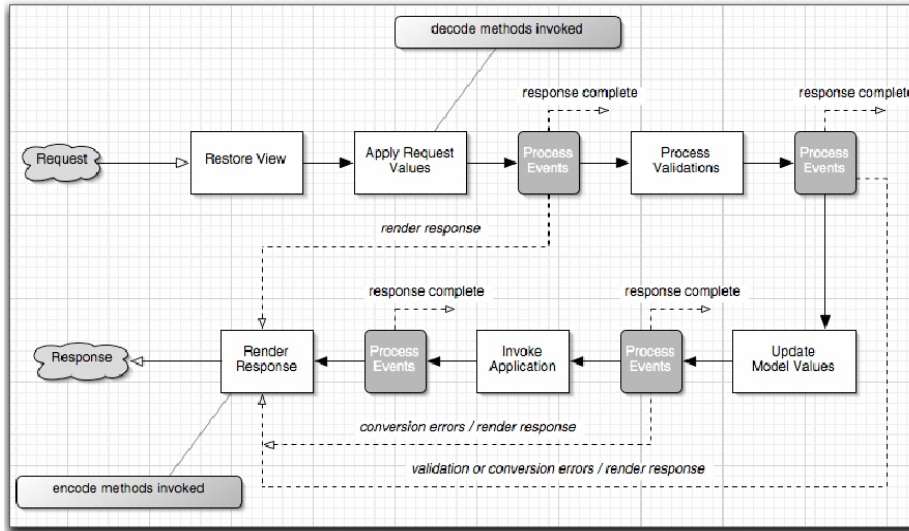 decode methods invoked
response complete
response complete
Request
Restore View
Apply Request
Values
Process
Events
Process
Validations
Process
Events
render response
response complete
response complete
Response
Render
Response
Process
Events
Invoke
Application
Process
Events
Update
Model Values
conversion errors / render response
validation or conversion errors / render response
encode methods invoked